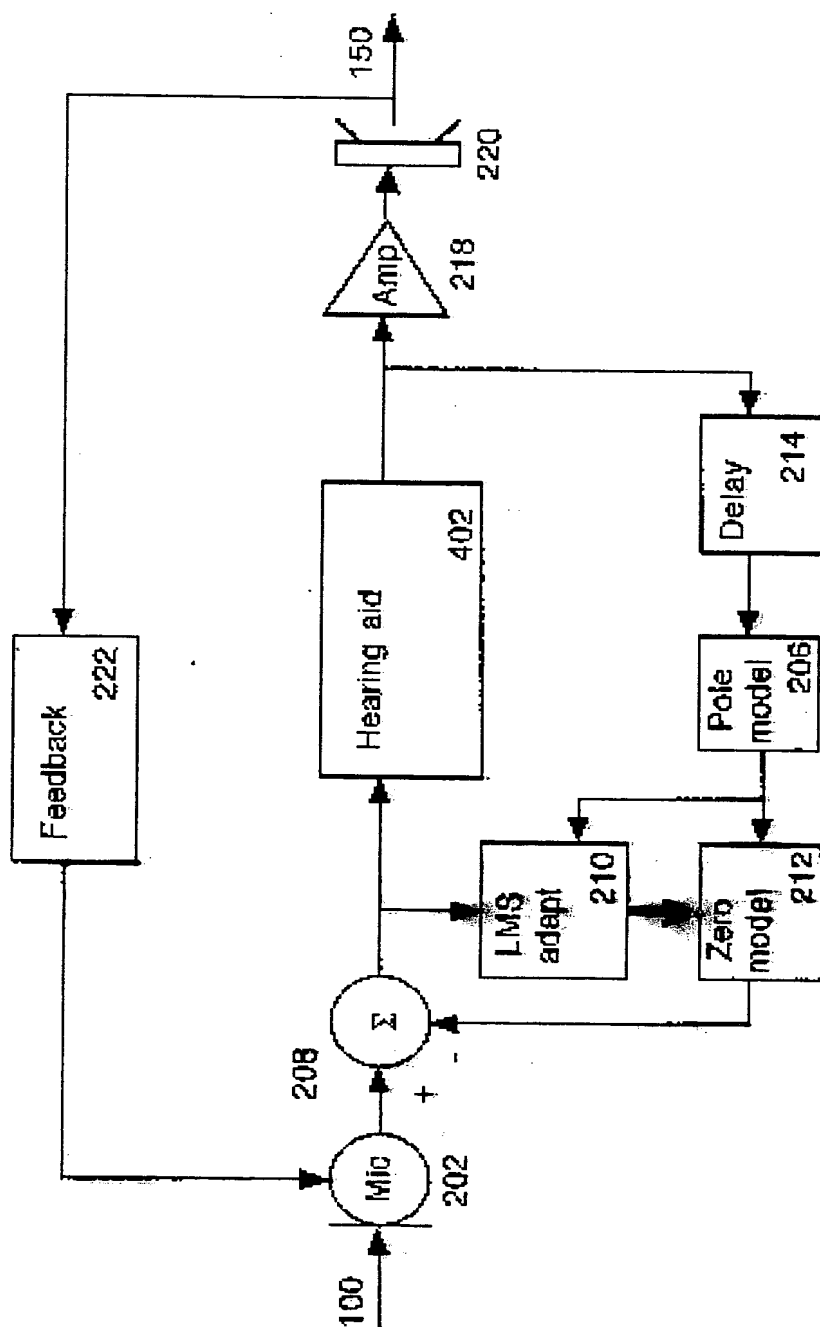 Feedback
222
100
Mic
202
208
+
-
Σ
Hearing aid
402
Amp
218
220
150
LMS
adapt
210
Zero
model
212
Pole
model
206
Delay
214